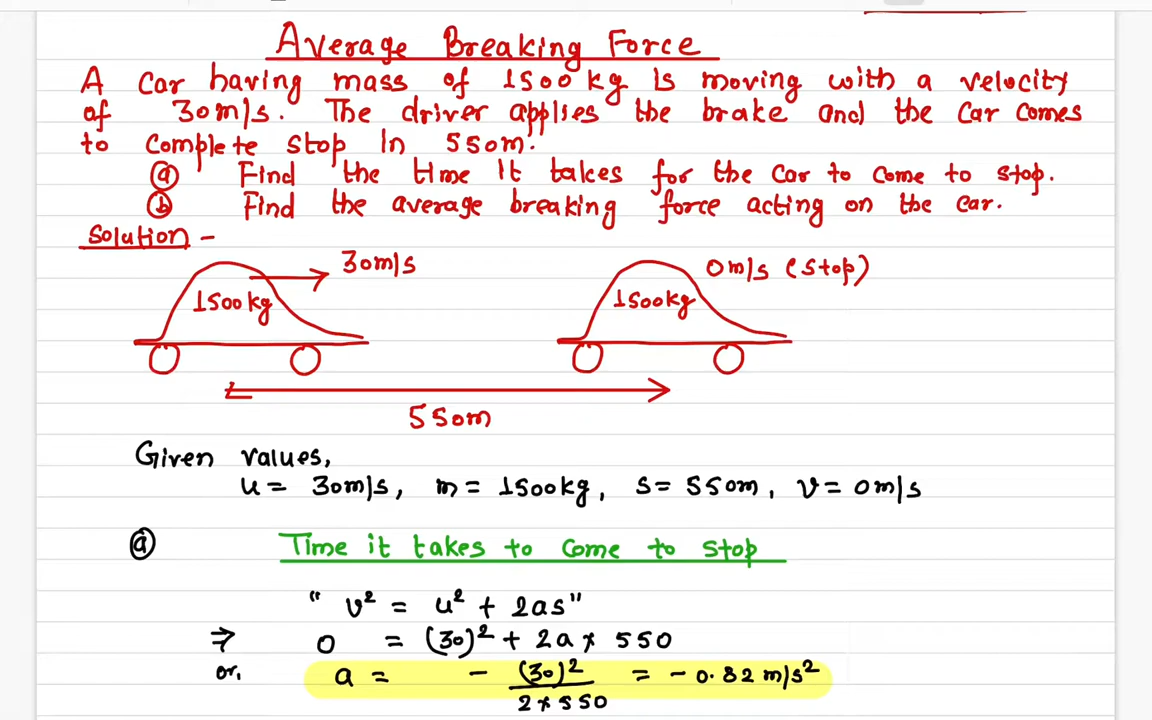 Average Breaking Force
A car having mass of 1500 kg is moving with a velocity
of 30m/s. The driver applies the brake and the car comes
to complete stop in 550m.
(a) Find the time it takes for the car to come to stop.
(b) Find the average breaking force acting on the car.
Solution -
30m/s
0m/s (stop)
1500kg
1500kg
550m
Given values,
u = 30m/s, m = 1500kg, s = 550m, v = 0m/s
(a) Time it takes to come to stop
" v² = u² + 2as"
⇒ 0 = (30)² + 2a × 550
or, a = - (30)² / 2×550 = -0.82 m/s²